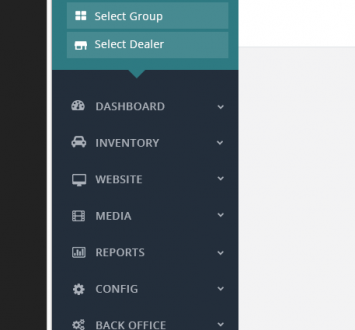 Select Group
Select Dealer
DASHBOARD
INVENTORY
WEBSITE
MEDIA
REPORTS
CONFIG
BACK OFFICE